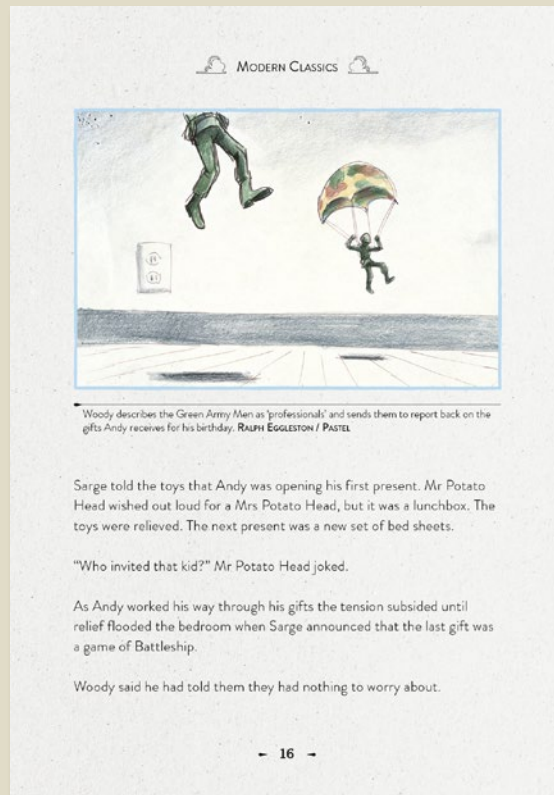 Modern Classics
Woody describes the Green Army Men as 'professionals' and sends them to report back on the
gifts Andy receives for his birthday. Ralph Eggleston / Pastel
Sarge told the toys that Andy was opening his first present. Mr Potato
Head wished out loud for a Mrs Potato Head, but it was a lunchbox. The
toys were relieved. The next present was a new set of bed sheets.
"Who invited that kid?" Mr Potato Head joked.
As Andy worked his way through his gifts the tension subsided until
relief flooded the bedroom when Sarge announced that the last gift was
a game of Battleship.
Woody said he had told them they had nothing to worry about.
16